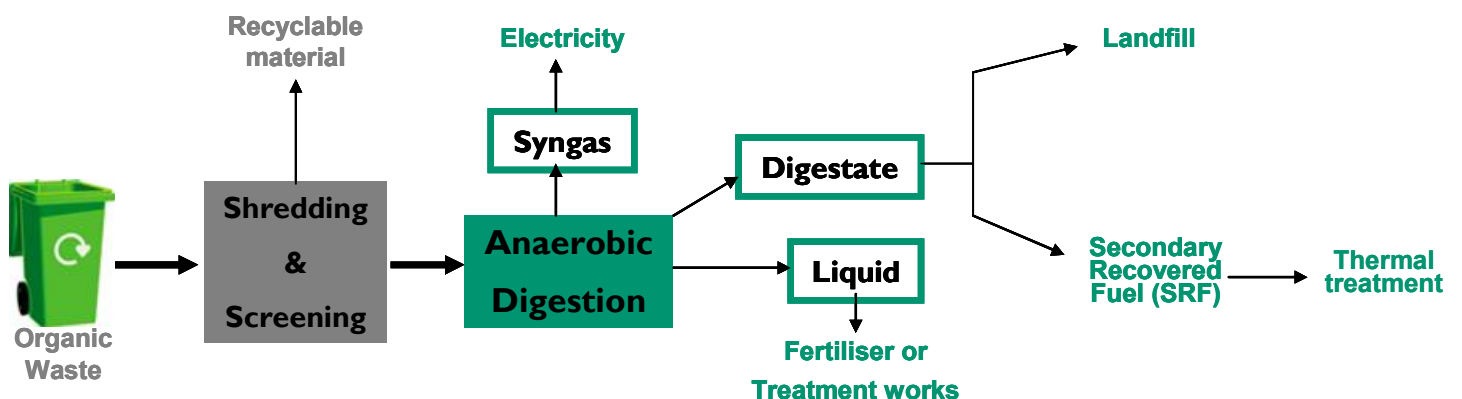 Recyclable
material
Electricity
Landfill
Syngas
Digestate
Shredding
&
Screening
Anaerobic
Digestion
Liquid
Secondary
Recovered
Fuel (SRF)
Thermal
treatment
Organic
Waste
Fertiliser or
Treatment works